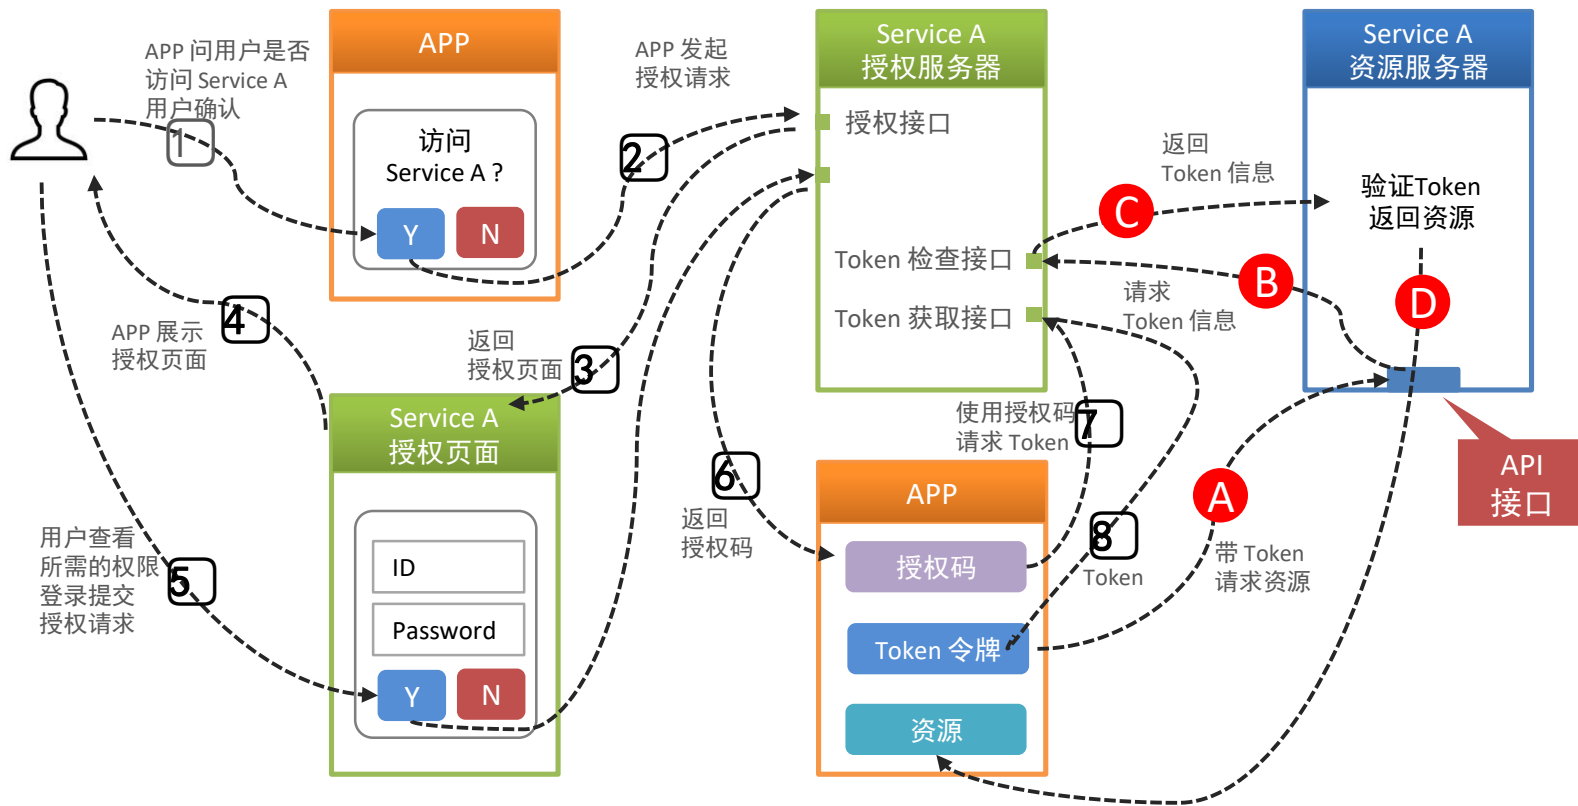 APP 问用户是否
访问 Service A
用户确认
1
APP
访问
Service A ?
Y
N
APP 发起
授权请求
2
Service A
授权服务器
授权接口
Token 检查接口
Token 获取接口
Service A
资源服务器
返回
Token 信息
C
验证Token
返回资源
B
D
请求
Token 信息
API
接口
4
APP 展示
授权页面
返回
授权页面
3
Service A
授权页面
ID
Password
Y
N
用户查看
所需的权限
登录提交
授权请求
5
6
返回
授权码
使用授权码
请求 Token
7
APP
授权码
Token 令牌
资源
8
Token
A
带 Token
请求资源